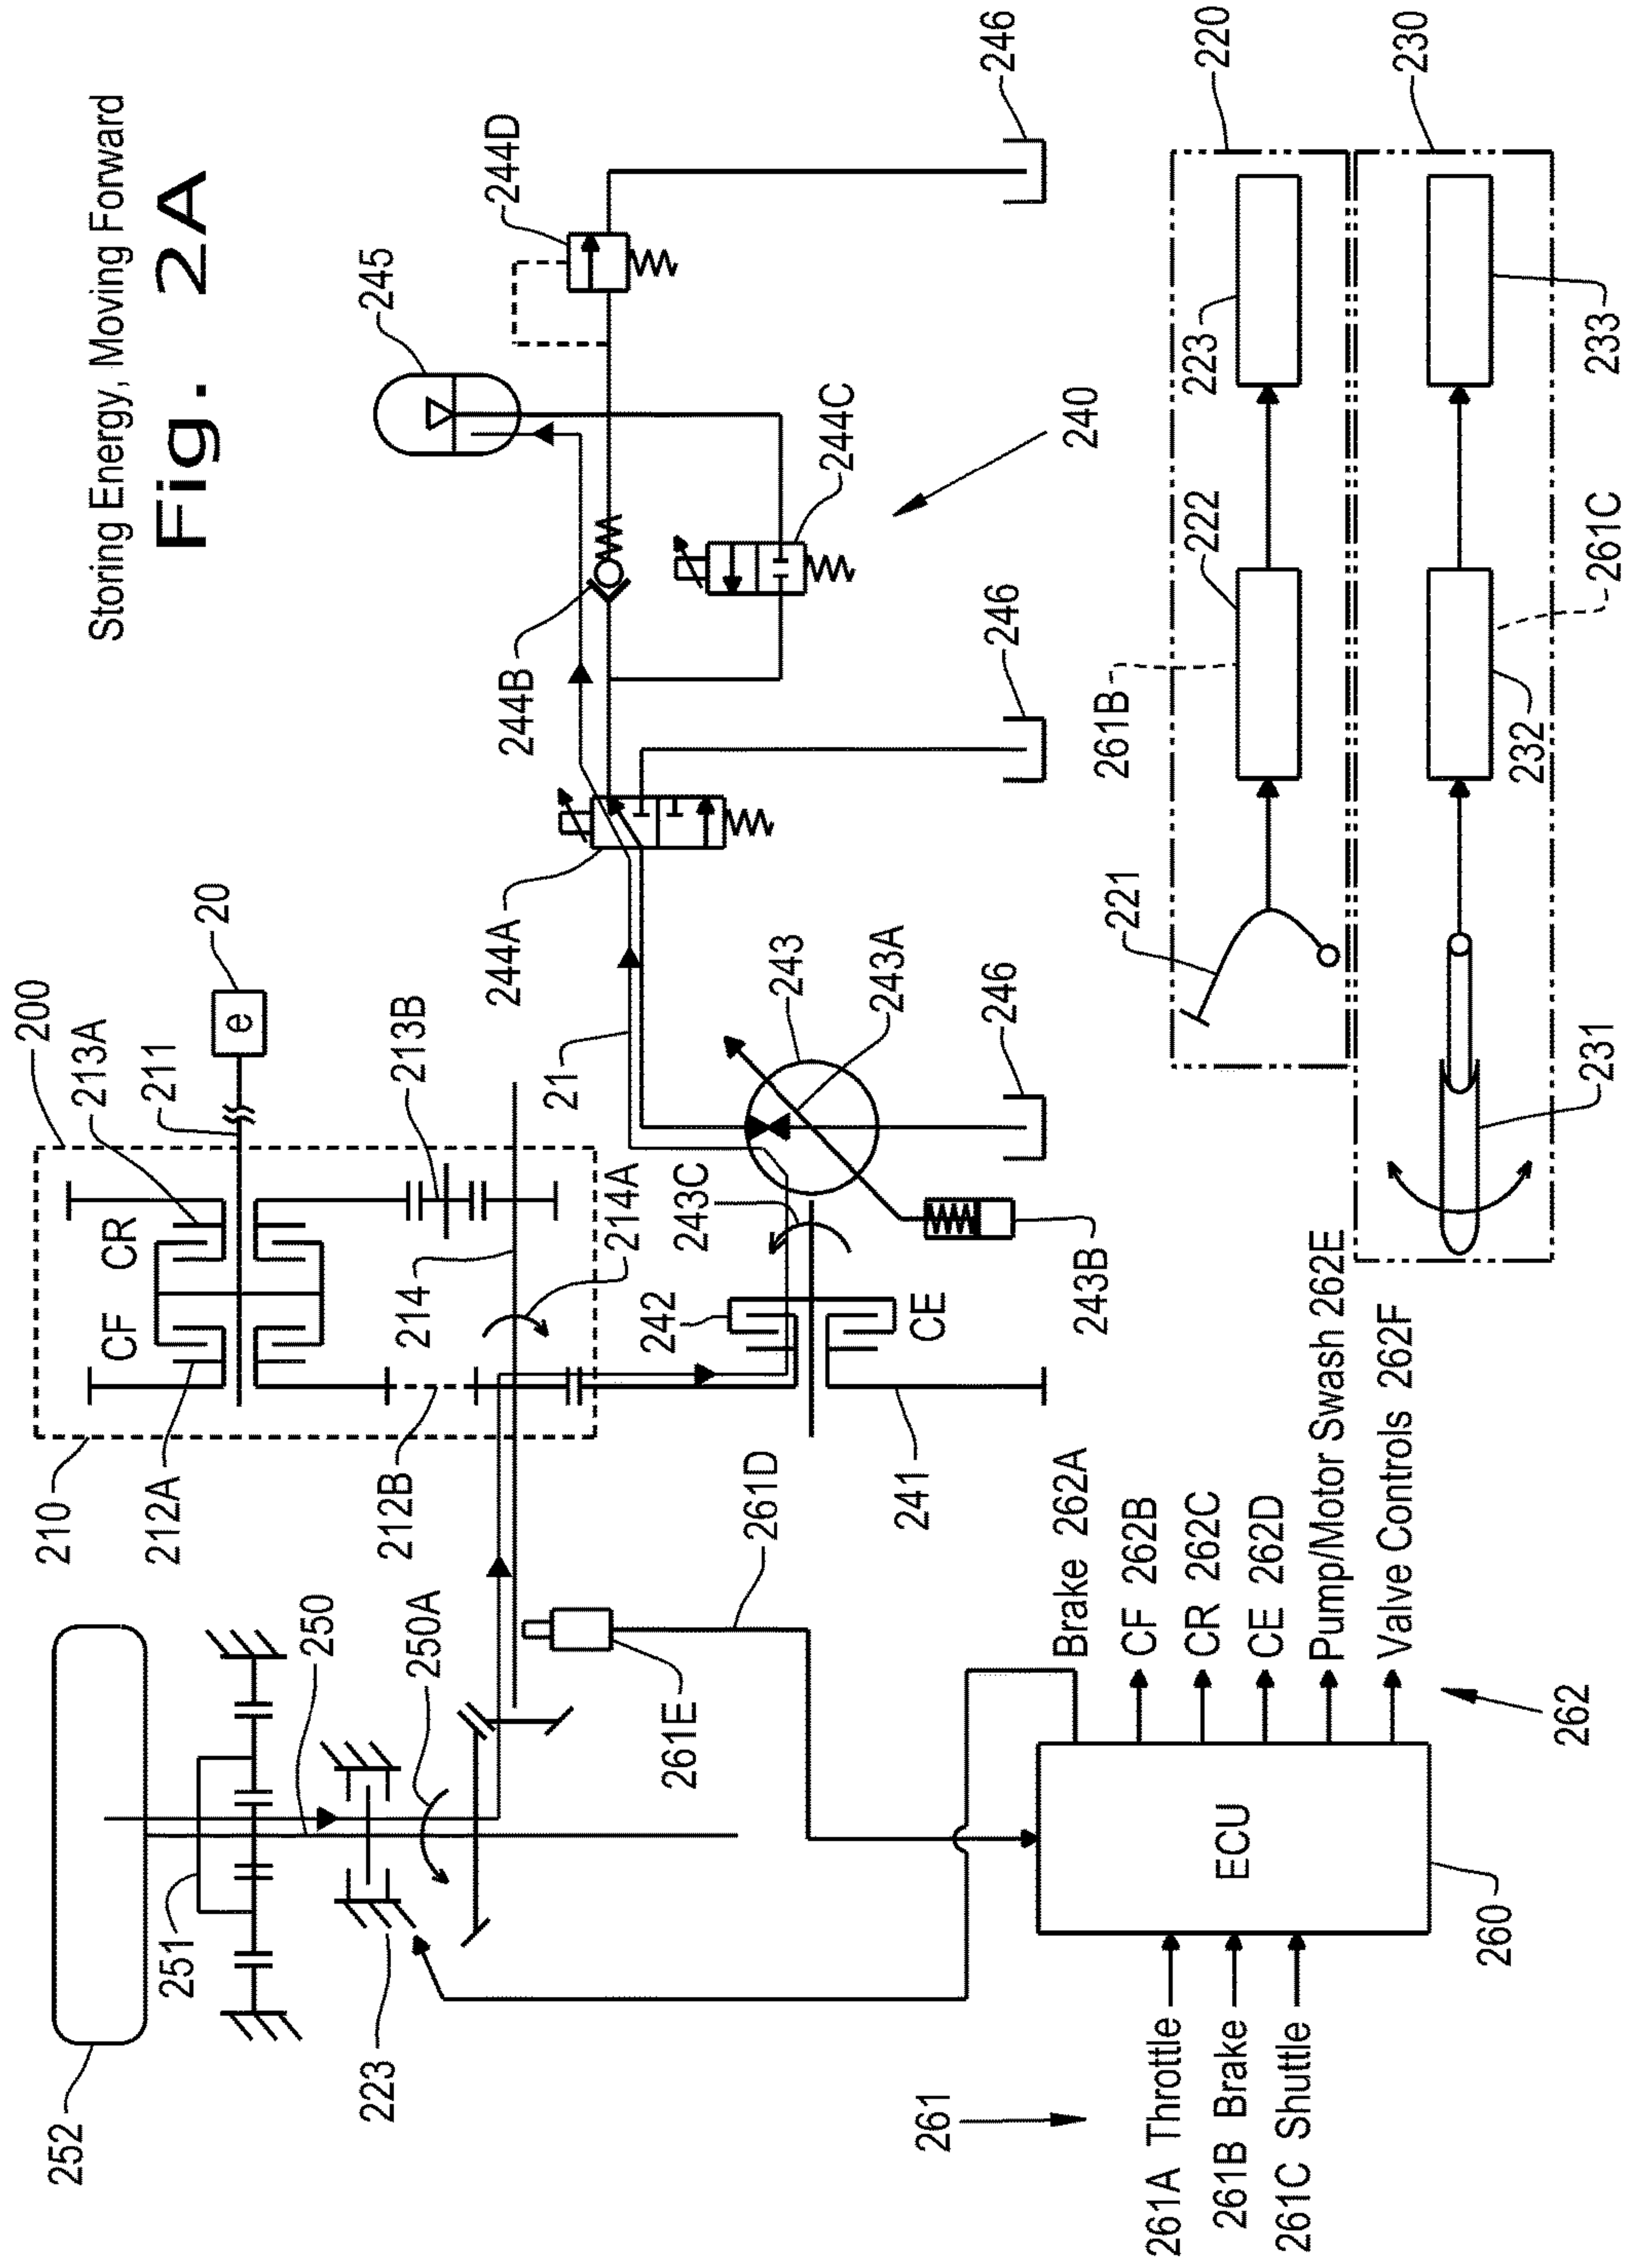 Storing Energy, Moving Forward
Fig. 2A
252
251
223
250
250A
261E
261D
210
212A
212B
CF
CR
200
213A
211
20
e
213B
214
214A
21
241
242
CE
243C
243B
243
243A
246
244A
244B
246
244C
245
244D
246
240
261
261A Throttle
261B Brake
261C Shuttle
ECU
260
262
Brake 262A
CF 262B
CR 262C
CE 262D
Pump/Motor Swash 262E
Valve Controls 262F
220
221
261B
222
223
230
231
232
261C
233